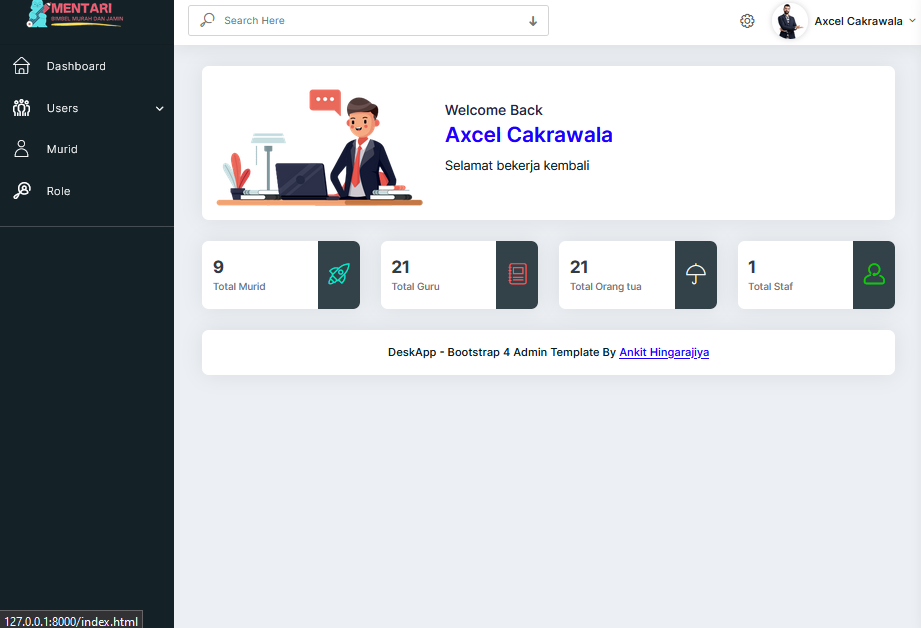 MENTARI
BIMBEL MURAH DAN JAMIN
Search Here
Axcel Cakrawala
Dashboard
Users
Murid
Role
Welcome Back
Axcel Cakrawala
Selamat bekerja kembali
9
Total Murid
21
Total Guru
21
Total Orang tua
1
Total Staf
DeskApp - Bootstrap 4 Admin Template By Ankit Hingarajiya
127.0.0.1:8000/index.html